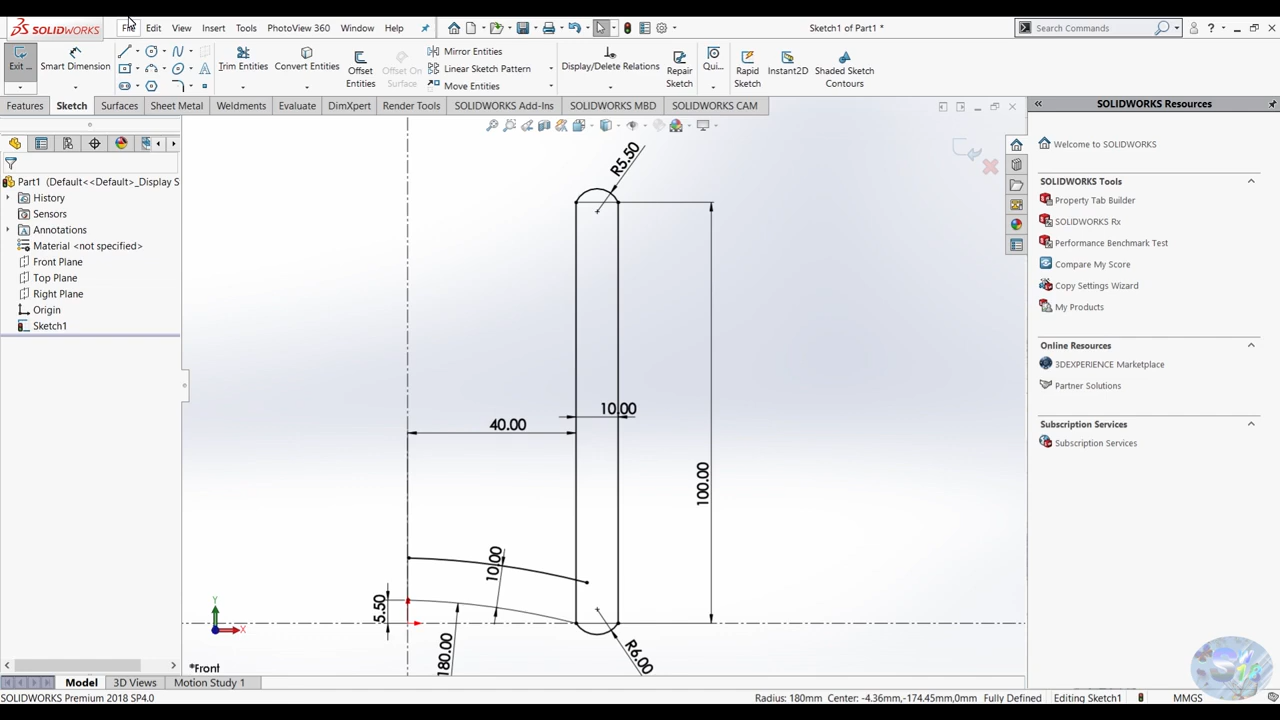 SOLIDWORKS File Edit View Insert Tools PhotoView 360 Window Help Sketch1 of Part1 * Search Commands ?
Exit ... Smart Dimension Trim Entities Convert Entities Offset Entities Offset On Surface Mirror Entities Linear Sketch Pattern Move Entities Display/Delete Relations Repair Sketch Qui... Rapid Sketch Instant2D Shaded Sketch Contours
Features Sketch Surfaces Sheet Metal Weldments Evaluate DimXpert Render Tools SOLIDWORKS Add-Ins SOLIDWORKS MBD SOLIDWORKS CAM
Part1 (Default<<Default>_Display S
History
Sensors
Annotations
Material <not specified>
Front Plane
Top Plane
Right Plane
Origin
Sketch1
R5.50
10.00
40.00
100.00
10.00
5.50
180.00
R6.00
Y
X
*Front
SOLIDWORKS Resources
Welcome to SOLIDWORKS
SOLIDWORKS Tools
Property Tab Builder
SOLIDWORKS Rx
Performance Benchmark Test
Compare My Score
Copy Settings Wizard
My Products
Online Resources
3DEXPERIENCE Marketplace
Partner Solutions
Subscription Services
Subscription Services
Model 3D Views Motion Study 1
SOLIDWORKS Premium 2018 SP4.0 Radius: 180mm Center: -4.36mm,-174.45mm,0mm Fully Defined Editing Sketch1 MMGS